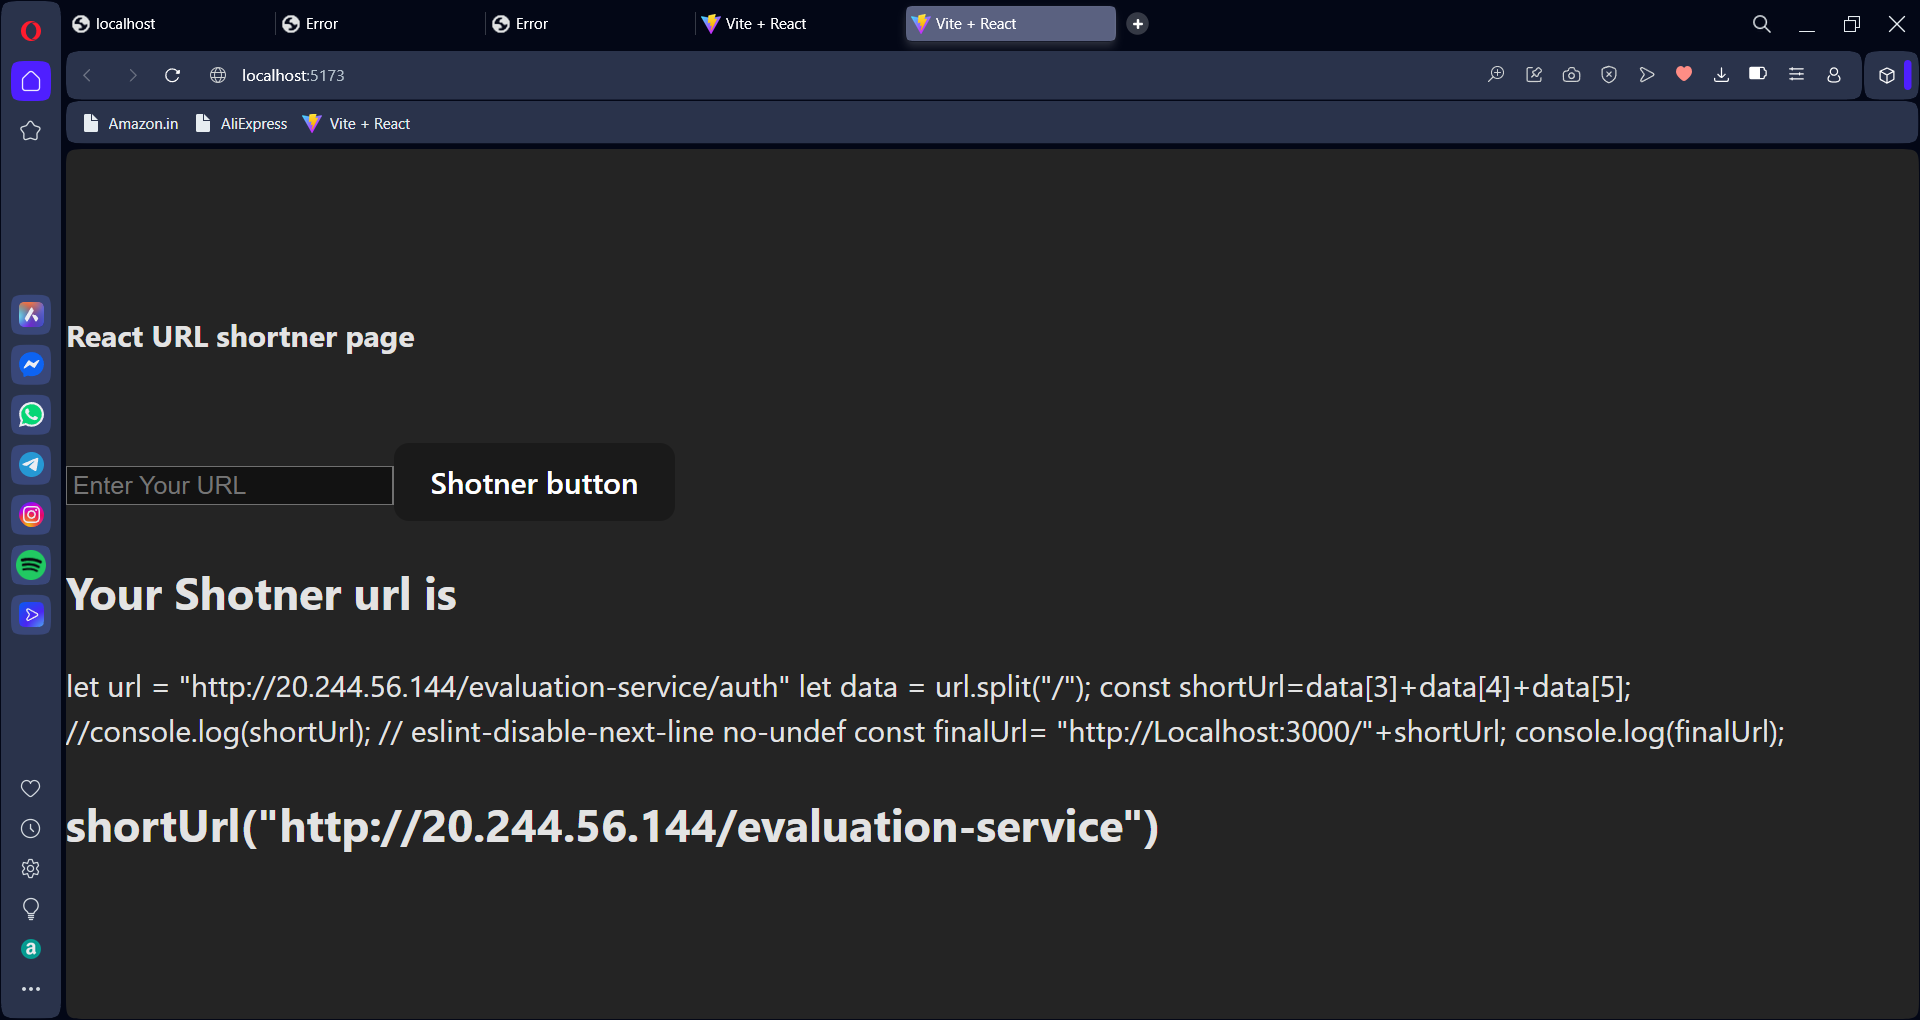 localhost
Error
Error
Vite + React
Vite + React
localhost:5173
Amazon.in
AliExpress
Vite + React
React URL shortner page
Enter Your URL
Shotner button
Your Shotner url is
let url = "http://20.244.56.144/evaluation-service/auth" let data = url.split("/"); const shortUrl=data[3]+data[4]+data[5];
//console.log(shortUrl); // eslint-disable-next-line no-undef const finalUrl= "http://Localhost:3000/"+shortUrl; console.log(finalUrl);
shortUrl("http://20.244.56.144/evaluation-service")